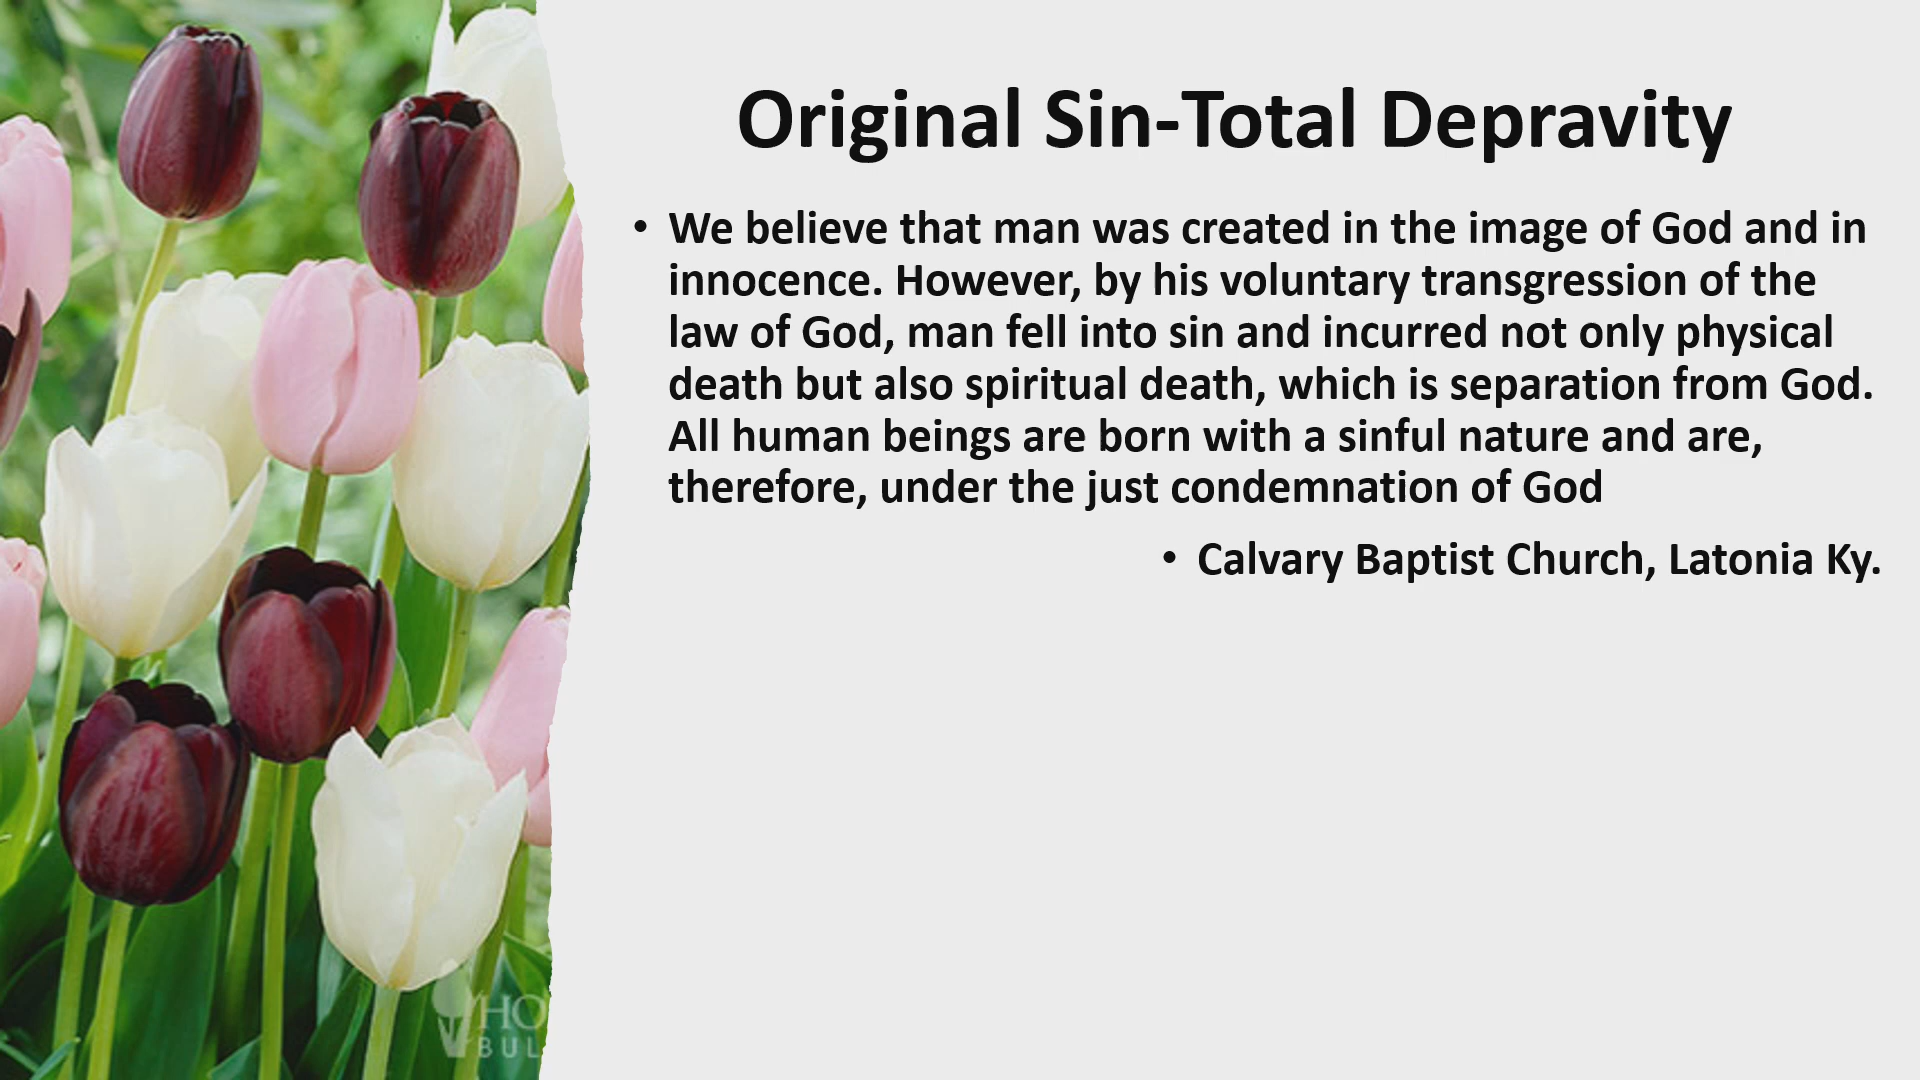 Original Sin-Total Depravity
• We believe that man was created in the image of God and in
innocence. However, by his voluntary transgression of the
law of God, man fell into sin and incurred not only physical
death but also spiritual death, which is separation from God.
All human beings are born with a sinful nature and are,
therefore, under the just condemnation of God
• Calvary Baptist Church, Latonia Ky.
HO
BUL